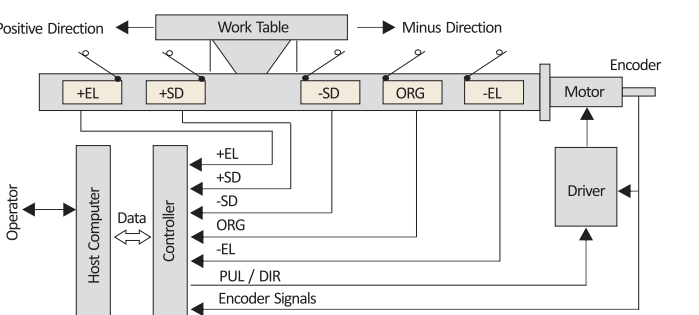 Positive Direction
Work Table
Minus Direction
Encoder
+EL
+SD
-SD
ORG
-EL
Motor
+EL
+SD
-SD
ORG
-EL
PUL / DIR
Encoder Signals
Driver
Operator
Host Computer
Data
Controller